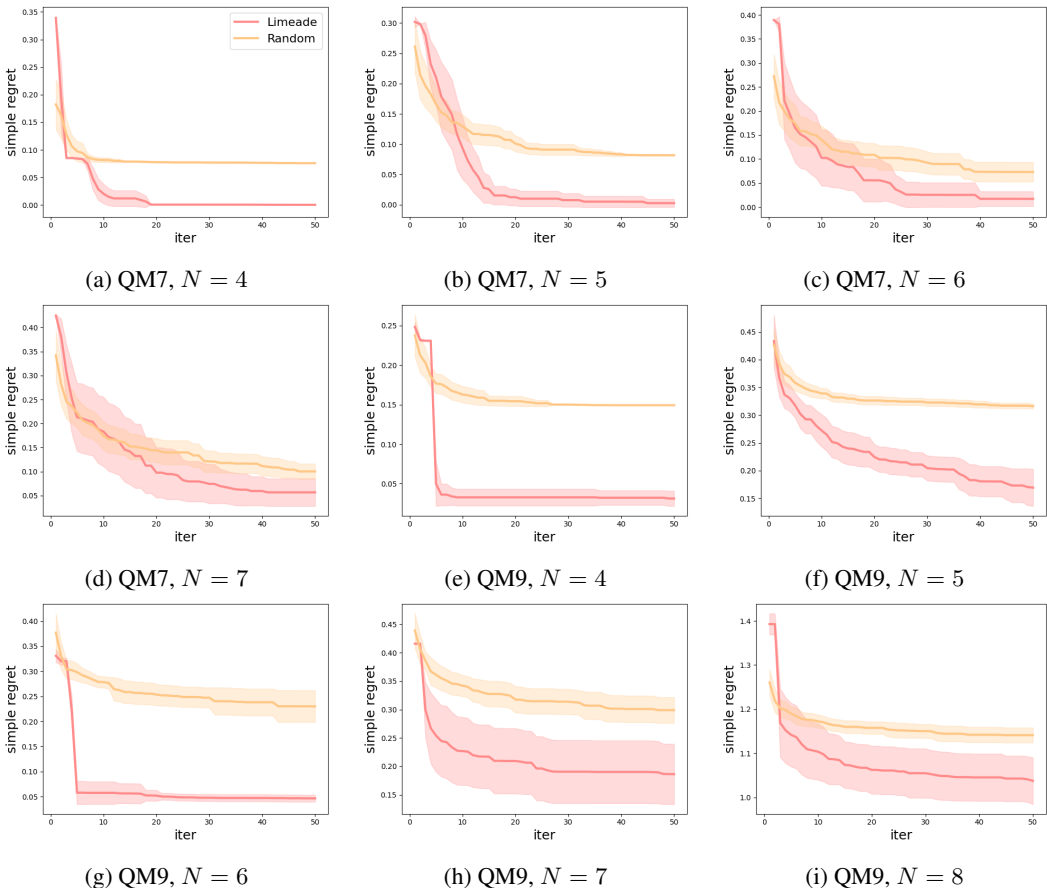 0.35
0.30
0.25
0.20
0.15
0.10
0.05
0.00
simple regret
Limeade
Random
0 10 20 30 40 50
iter
(a) QM7, N = 4
0.30
0.25
0.20
0.15
0.10
0.05
0.00
simple regret
0 10 20 30 40 50
iter
(b) QM7, N = 5
0.40
0.35
0.30
0.25
0.20
0.15
0.10
0.05
0.00
simple regret
0 10 20 30 40 50
iter
(c) QM7, N = 6
0.40
0.35
0.30
0.25
0.20
0.15
0.10
0.05
simple regret
0 10 20 30 40 50
iter
(d) QM7, N = 7
0.25
0.20
0.15
0.10
0.05
simple regret
0 10 20 30 40 50
iter
(e) QM9, N = 4
0.45
0.40
0.35
0.30
0.25
0.20
0.15
simple regret
0 10 20 30 40 50
iter
(f) QM9, N = 5
0.40
0.35
0.30
0.25
0.20
0.15
0.10
0.05
simple regret
0 10 20 30 40 50
iter
(g) QM9, N = 6
0.45
0.40
0.35
0.30
0.25
0.20
0.15
simple regret
0 10 20 30 40 50
iter
(h) QM9, N = 7
1.4
1.3
1.2
1.1
1.0
simple regret
0 10 20 30 40 50
iter
(i) QM9, N = 8